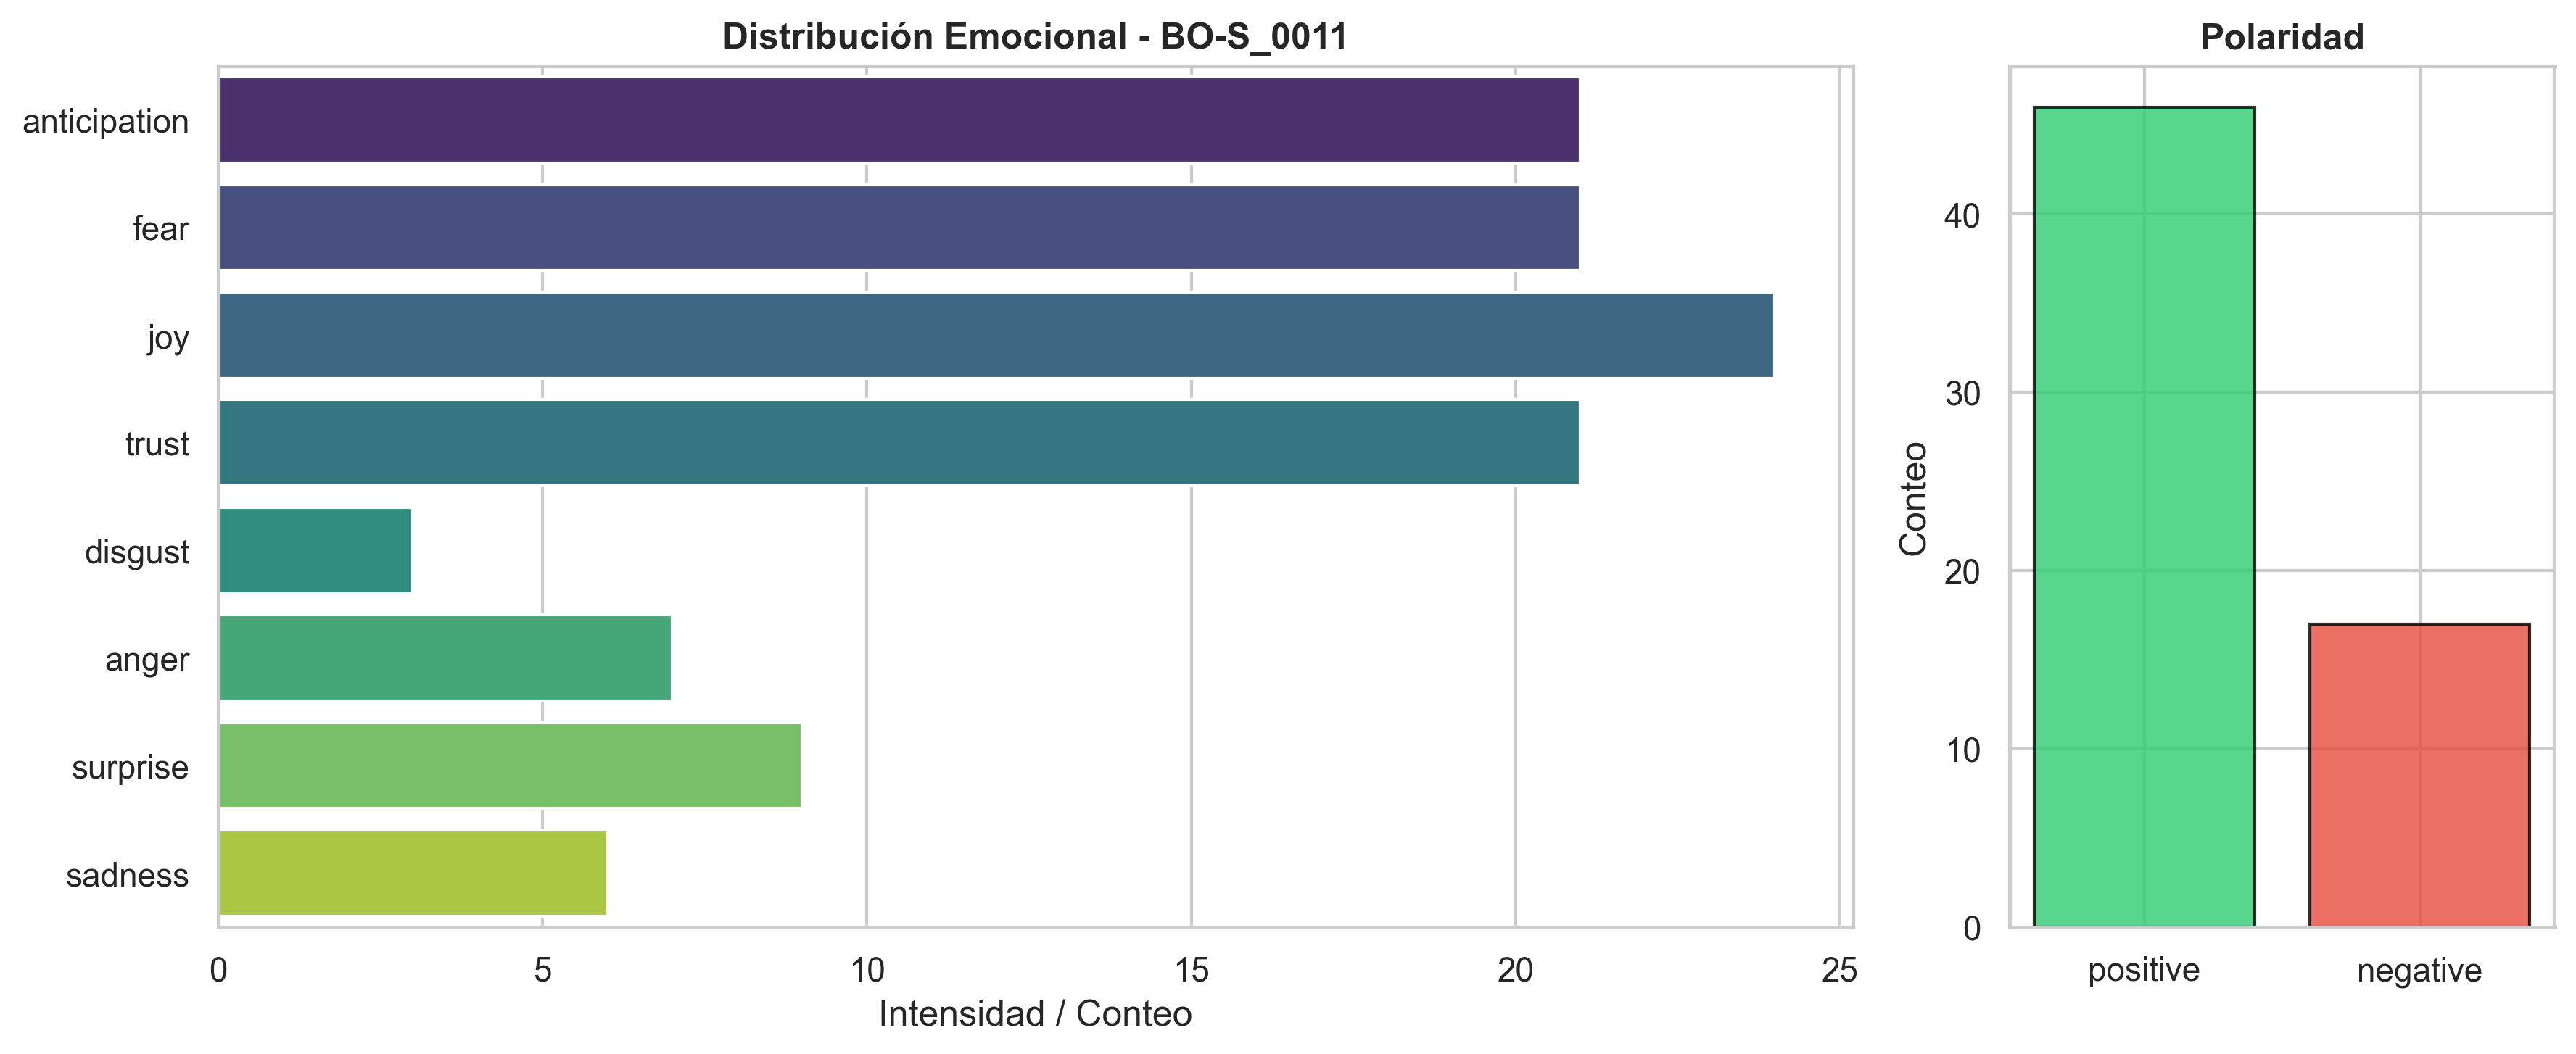 Distribución Emocional - BO-S_0011
anticipation
fear
joy
trust
disgust
anger
surprise
sadness
0 5 10 15 20 25
Intensidad / Conteo
Polaridad
Conteo
40
30
20
10
0
positive negative